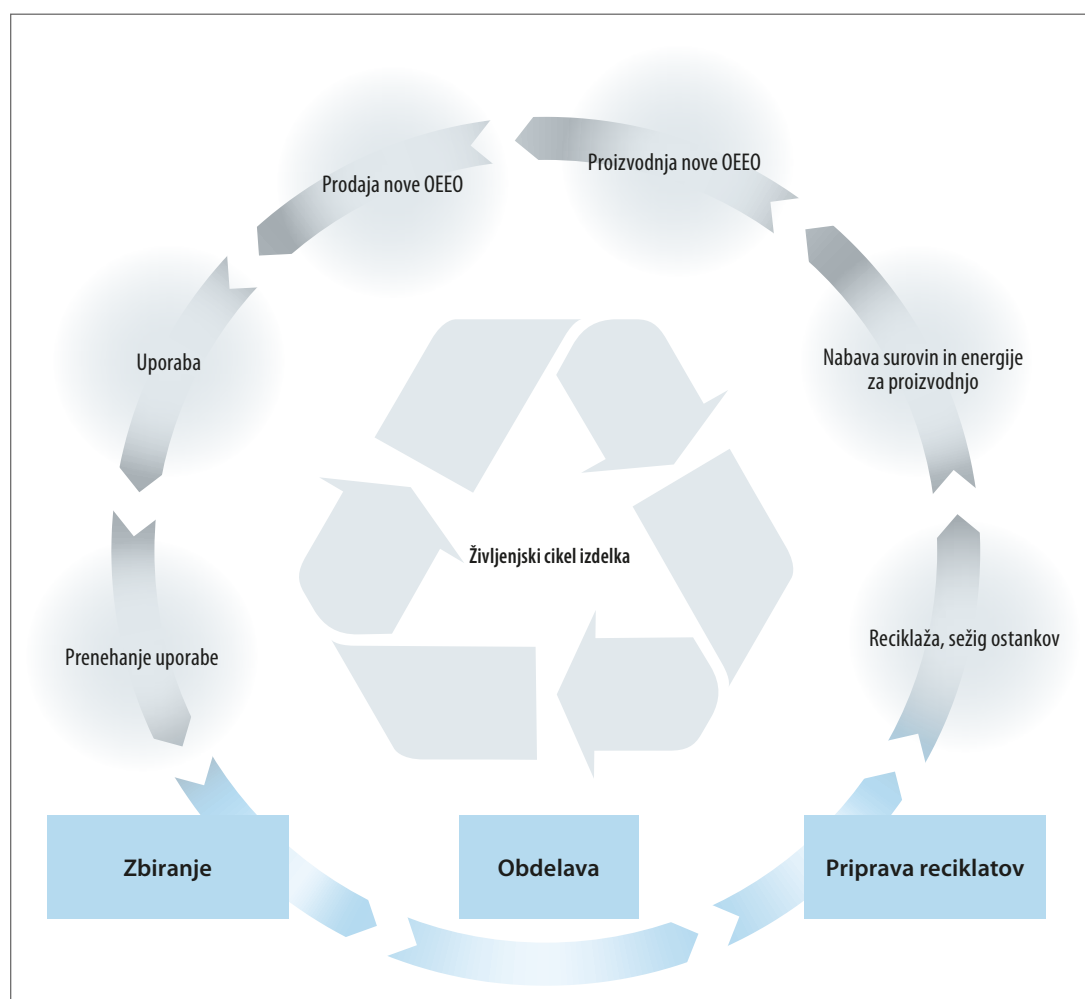 Prodaja nove OEEO
Proizvodnja nove OEEO
Uporaba
Nabava surovin in energije
za proizvodnjo
Življenjski cikel izdelka
Prenehanje uporabe
Reciklaža, sežig ostankov
Zbiranje
Obdelava
Priprava reciklatov